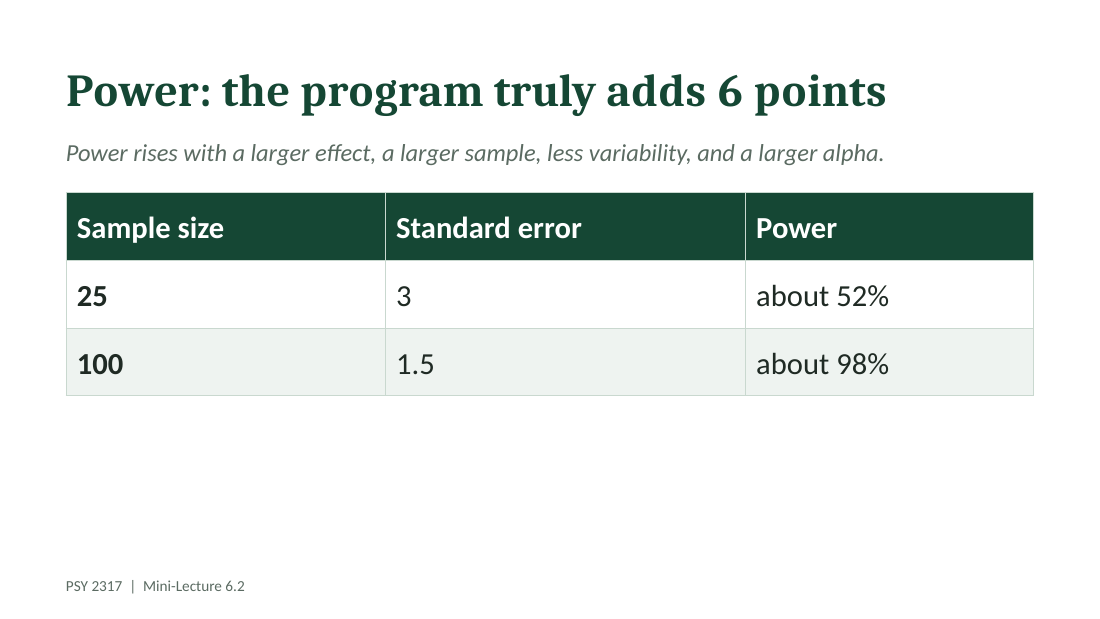 Power: the program truly adds 6 points
Power rises with a larger effect, a larger sample, less variability, and a larger alpha.
Sample size Standard error Power
25 3 about 52%
100 1.5 about 98%
PSY 2317 | Mini-Lecture 6.2